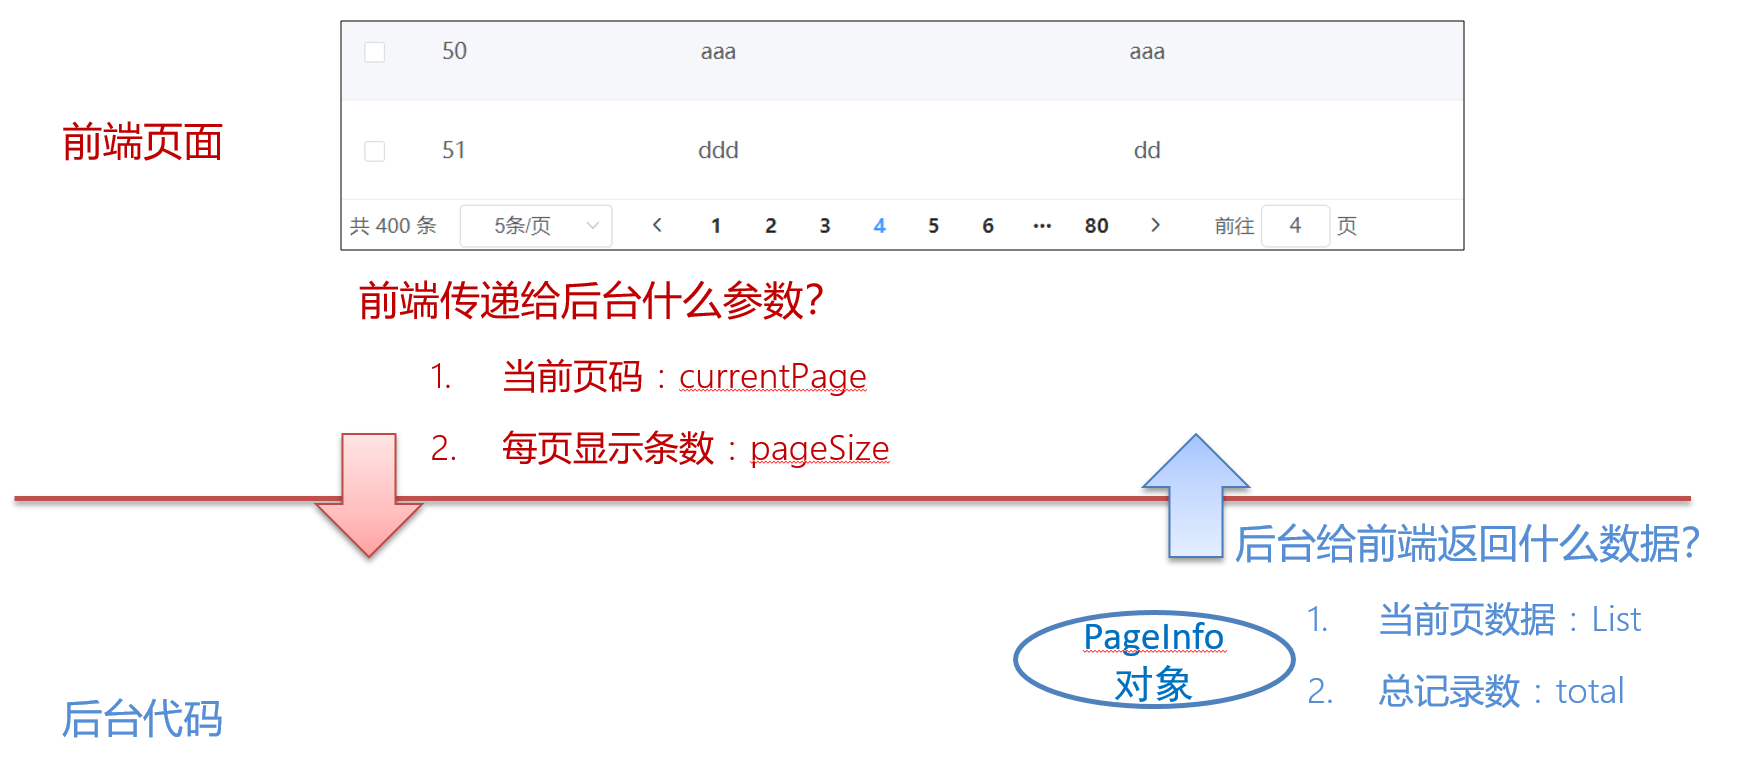 50 aaa aaa
前端页面
51 ddd dd
共 400 条 5条/页 < 1 2 3 4 5 6 ··· 80 > 前往 4 页
前端传递给后台什么参数?
1. 当前页码：currentPage
2. 每页显示条数：pageSize
后台给前端返回什么数据?
1. 当前页数据：List
PageInfo
对象
2. 总记录数：total
后台代码